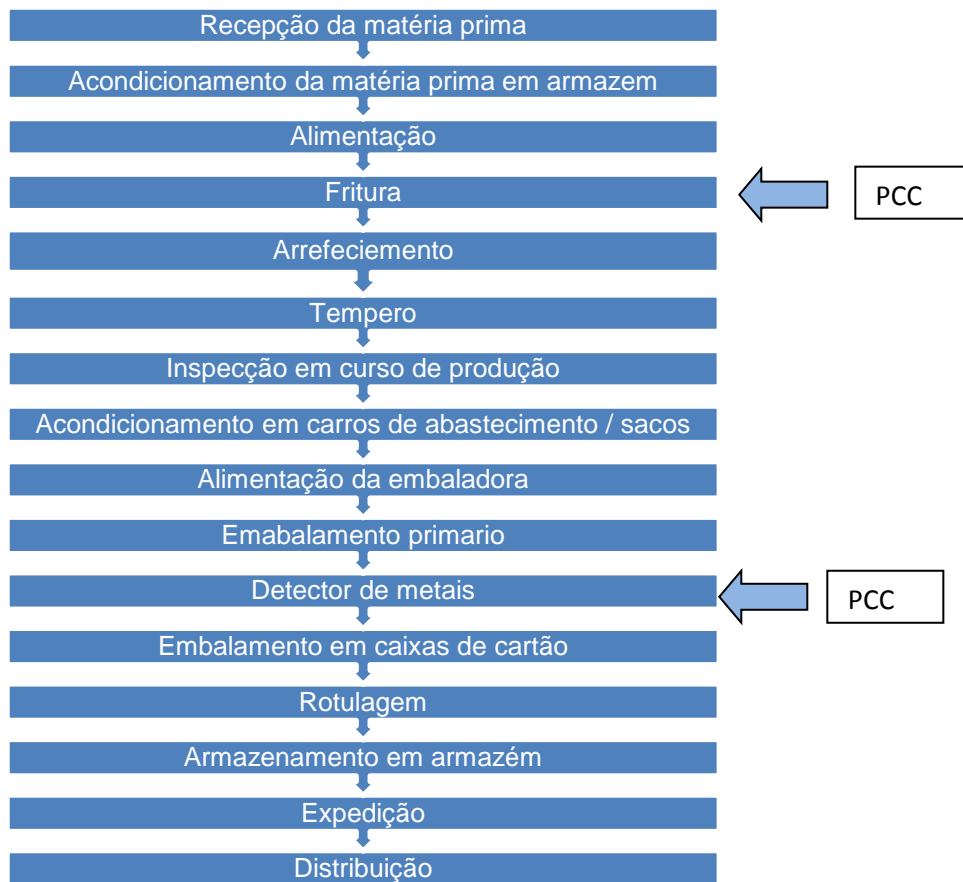 Recepção da matéria prima
Acondicionamento da matéria prima em armazem
Alimentação
Fritura
PCC
Arrefeciemento
Tempero
Inspecção em curso de produção
Acondicionamento em carros de abastecimento / sacos
Alimentação da embaladora
Emabalamento primario
Detector de metais
PCC
Embalamento em caixas de cartão
Rotulagem
Armazenamento em armazém
Expedição
Distribuição